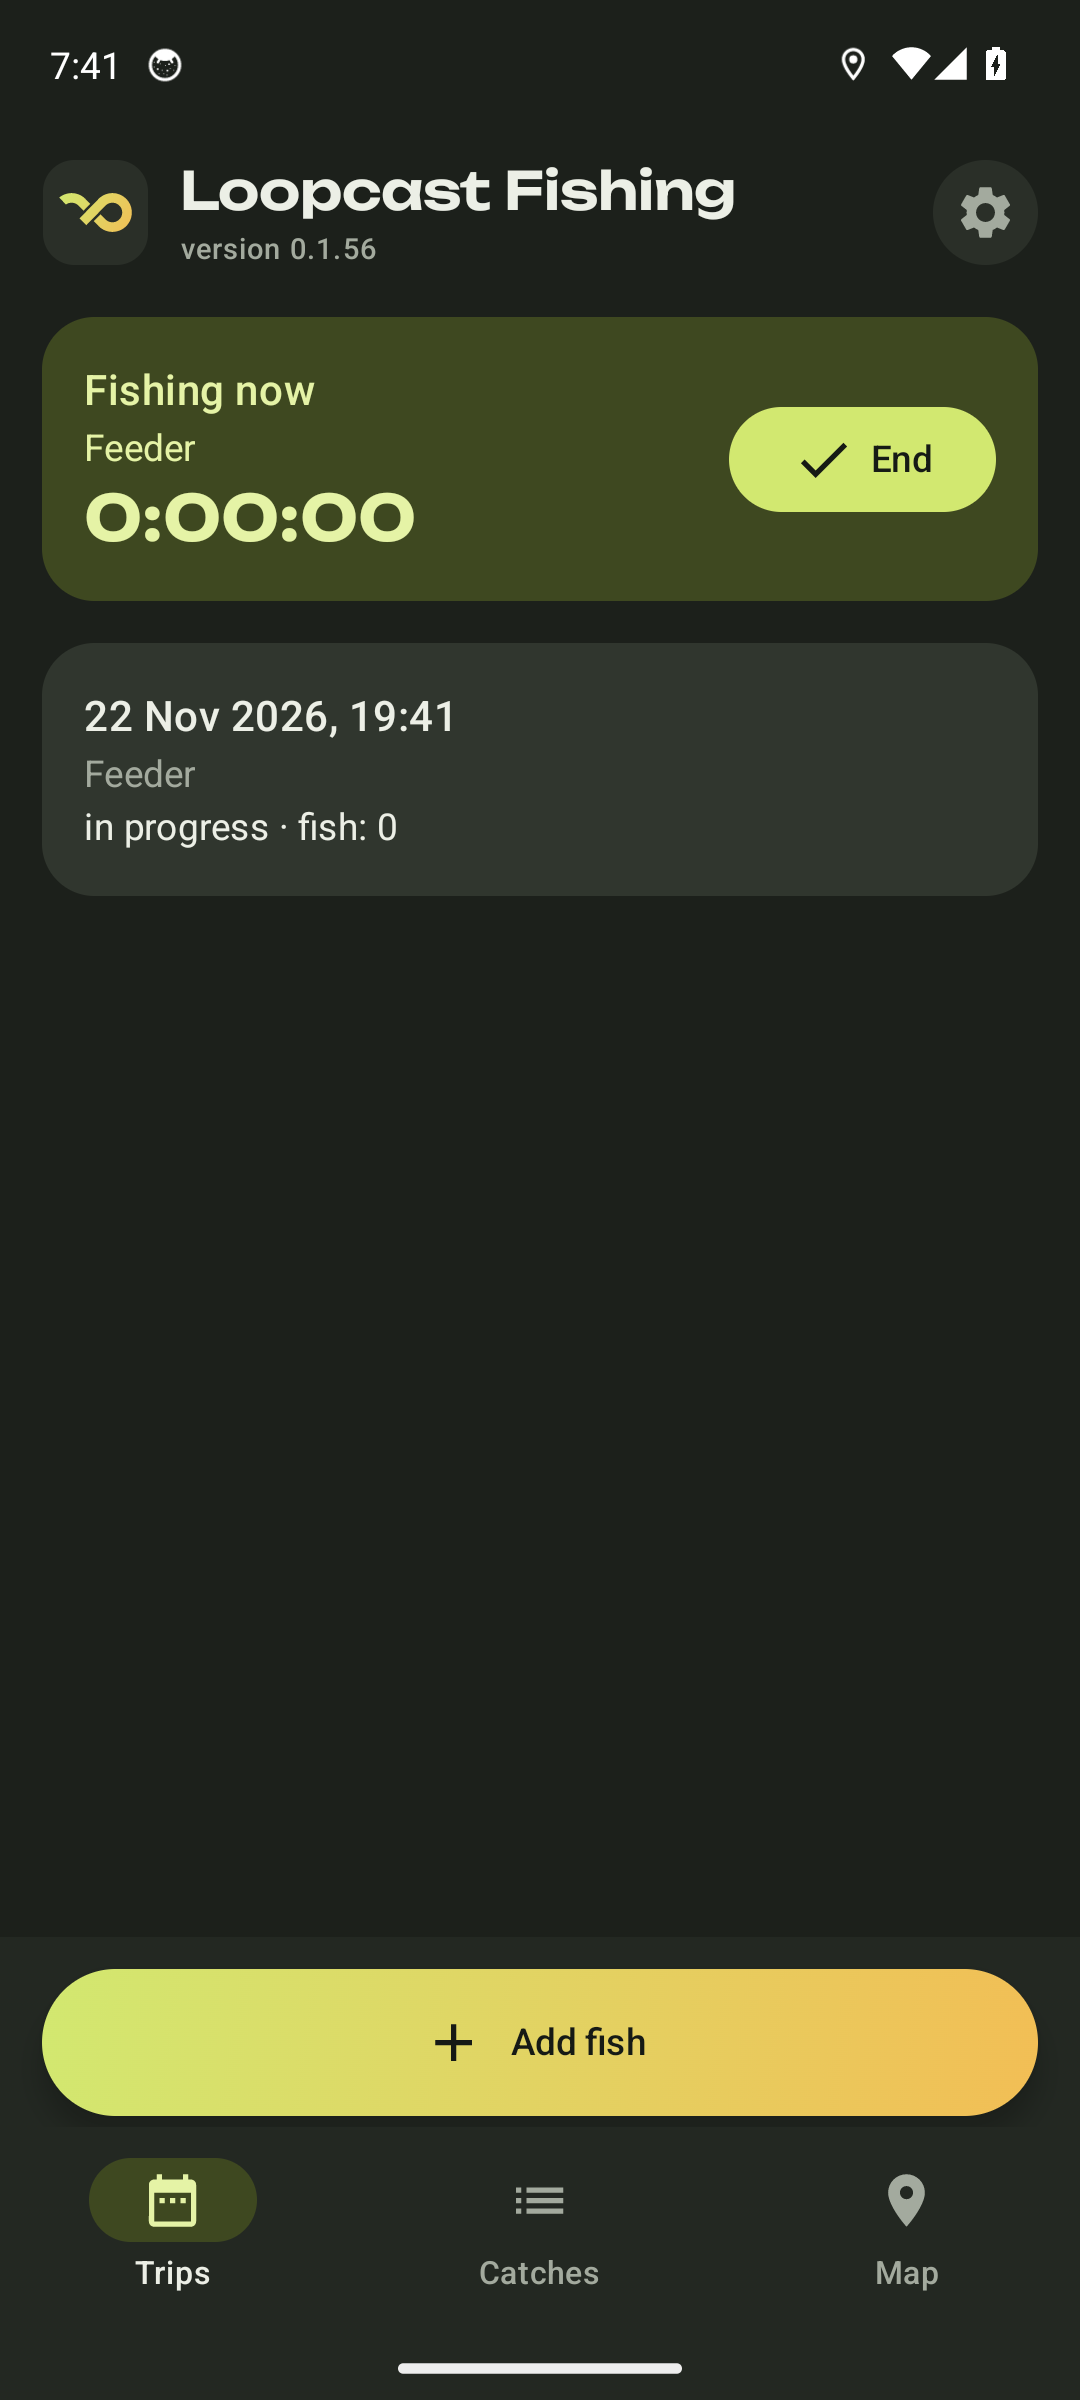 7:41
Loopcast Fishing
version 0.1.56
Fishing now
Feeder
0:00:00
End
22 Nov 2026, 19:41
Feeder
in progress · fish: 0
Add fish
Trips
Catches
Map